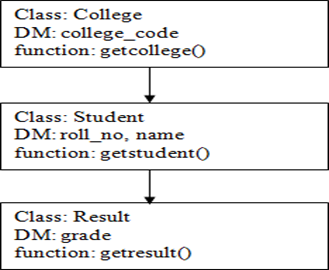 Class: College
DM: college_code
function: getcollege()
Class: Student
DM: roll_no, name
function: getstudent()
Class: Result
DM: grade
function: getresult()